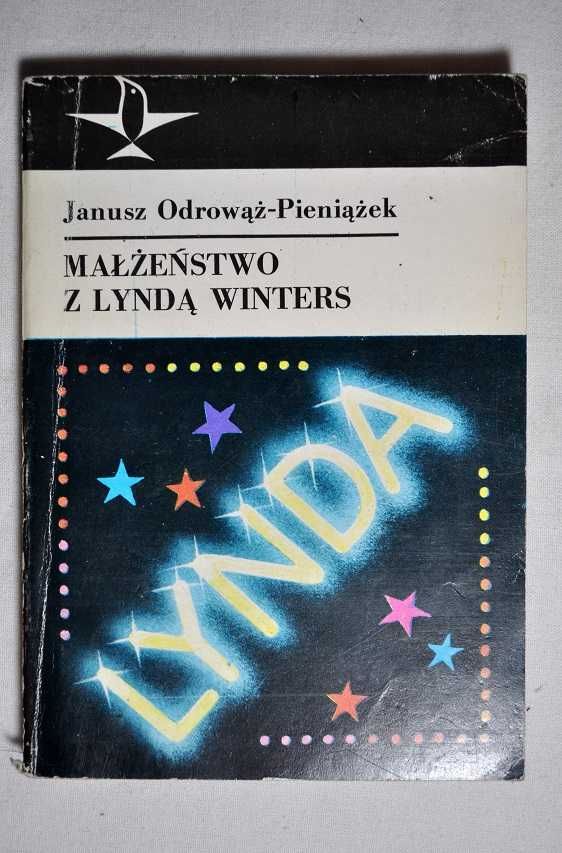 Janusz Odrowąż-Pieniążek
MAŁŻEŃSTWO
Z LYNDĄ WINTERS
LYNDA